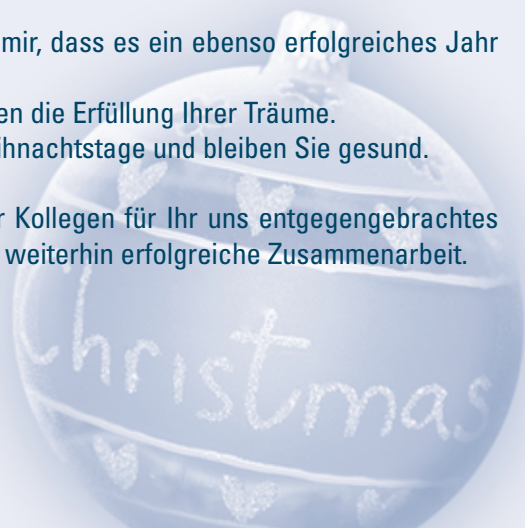 mir, dass es ein ebenso erfolgreiches Jahr
en die Erfüllung Ihrer Träume.
ihnachtstage und bleiben Sie gesund.
r Kollegen für Ihr uns entgegengebrachtes
weiterhin erfolgreiche Zusammenarbeit.
Christmas